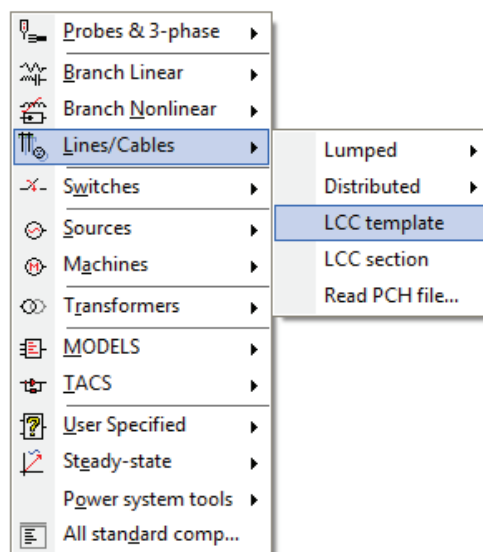 Probes & 3-phase
Branch Linear
Branch Nonlinear
Lines/Cables
Switches
Sources
Machines
Transformers
MODELS
TACS
User Specified
Steady-state
Power system tools
All standard comp...
Lumped
Distributed
LCC template
LCC section
Read PCH file...